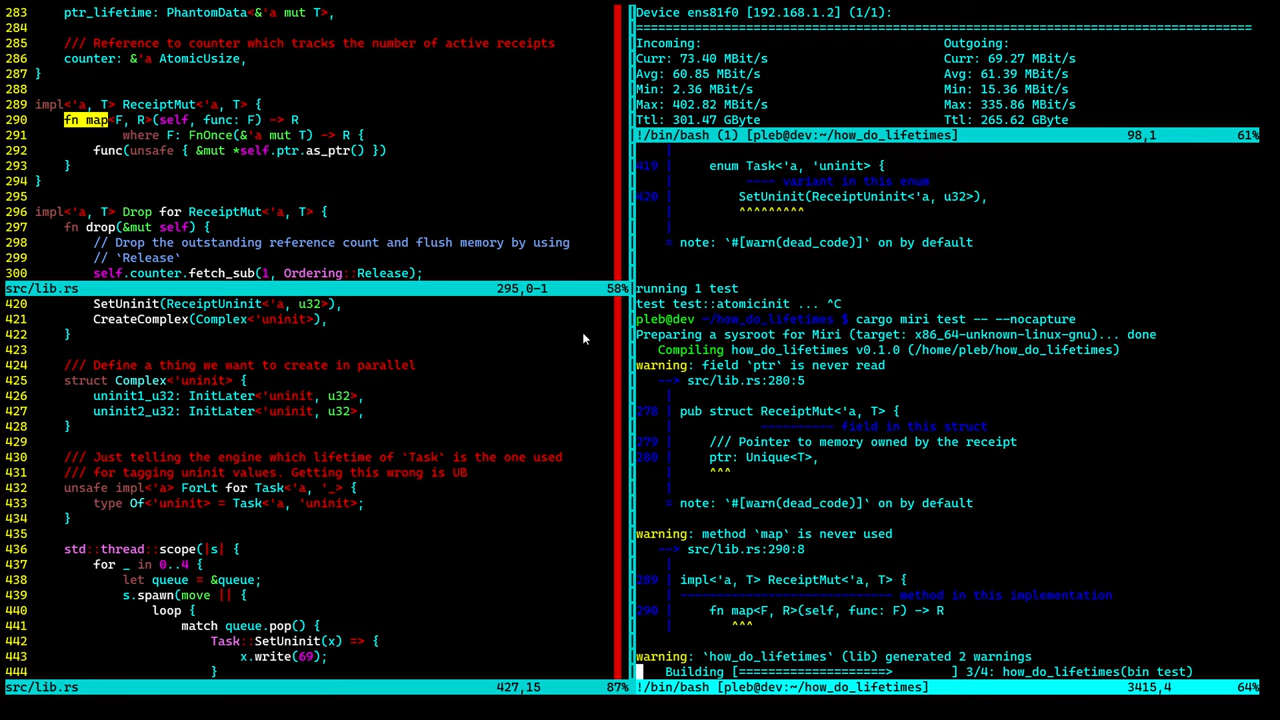 283     ptr_lifetime: PhantomData<&'a mut T>,
284
285     /// Reference to counter which tracks the number of active receipts
286     counter: &'a AtomicUsize,
287 }
288
289 impl<'a, T> ReceiptMut<'a, T> {
290     fn map<F, R>(self, func: F) -> R
291             where F: FnOnce(&'a mut T) -> R {
292         func(unsafe { &mut *self.ptr.as_ptr() })
293     }
294 }
295
296 impl<'a, T> Drop for ReceiptMut<'a, T> {
297     fn drop(&mut self) {
298         // Drop the outstanding reference count and flush memory by using
299         // `Release`
300         self.counter.fetch_sub(1, Ordering::Release);
src/lib.rs 295,0-1 58%
420         SetUninit(ReceiptUninit<'a, u32>),
421         CreateComplex(Complex<'uninit>),
422     }
423
424     /// Define a thing we want to create in parallel
425     struct Complex<'uninit> {
426         uninit1_u32: InitLater<'uninit, u32>,
427         uninit2_u32: InitLater<'uninit, u32>,
428     }
429
430     /// Just telling the engine which lifetime of `Task` is the one used
431     /// for tagging uninit values. Getting this wrong is UB
432     unsafe impl<'a> ForLt for Task<'a, '_> {
433         type Of<'uninit> = Task<'a, 'uninit>;
434     }
435
436     std::thread::scope(|s| {
437         for _ in 0..4 {
438             let queue = &queue;
439             s.spawn(move || {
440                 loop {
441                     match queue.pop() {
442                         Task::SetUninit(x) => {
443                             x.write(69);
444                         }
src/lib.rs 427,15 87%
Device ens81f0 [192.168.1.2] (1/1):
====================================================================================
Incoming: Outgoing:
Curr: 73.40 MBit/s Curr: 69.27 MBit/s
Avg: 60.85 MBit/s Avg: 61.39 MBit/s
Min: 2.36 MBit/s Min: 15.36 MBit/s
Max: 402.82 MBit/s Max: 335.86 MBit/s
Ttl: 301.47 GByte Ttl: 265.62 GByte
!/bin/bash (1) [pleb@dev:~/how_do_lifetimes] 98,1 61%
    |
419 |     enum Task<'a, 'uninit> {
    |          ---- variant in this enum
420 |         SetUninit(ReceiptUninit<'a, u32>),
    |         ^^^^^^^^^
    |
    = note: `#[warn(dead_code)]` on by default
running 1 test
test test::atomicinit ... ^C
pleb@dev ~/how_do_lifetimes $ cargo miri test -- --nocapture
Preparing a sysroot for Miri (target: x86_64-unknown-linux-gnu)... done
   Compiling how_do_lifetimes v0.1.0 (/home/pleb/how_do_lifetimes)
warning: field `ptr` is never read
   --> src/lib.rs:280:5
    |
278 | pub struct ReceiptMut<'a, T> {
    |            ---------- field in this struct
279 |     /// Pointer to memory owned by the receipt
280 |     ptr: Unique<T>,
    |     ^^^
    |
    = note: `#[warn(dead_code)]` on by default
warning: method `map` is never used
   --> src/lib.rs:290:8
    |
289 | impl<'a, T> ReceiptMut<'a, T> {
    | ----------------------------- method in this implementation
290 |     fn map<F, R>(self, func: F) -> R
    |        ^^^
warning: `how_do_lifetimes` (lib) generated 2 warnings
    Building [====================>        ] 3/4: how_do_lifetimes(bin test)
!/bin/bash [pleb@dev:~/how_do_lifetimes] 3415,4 64%